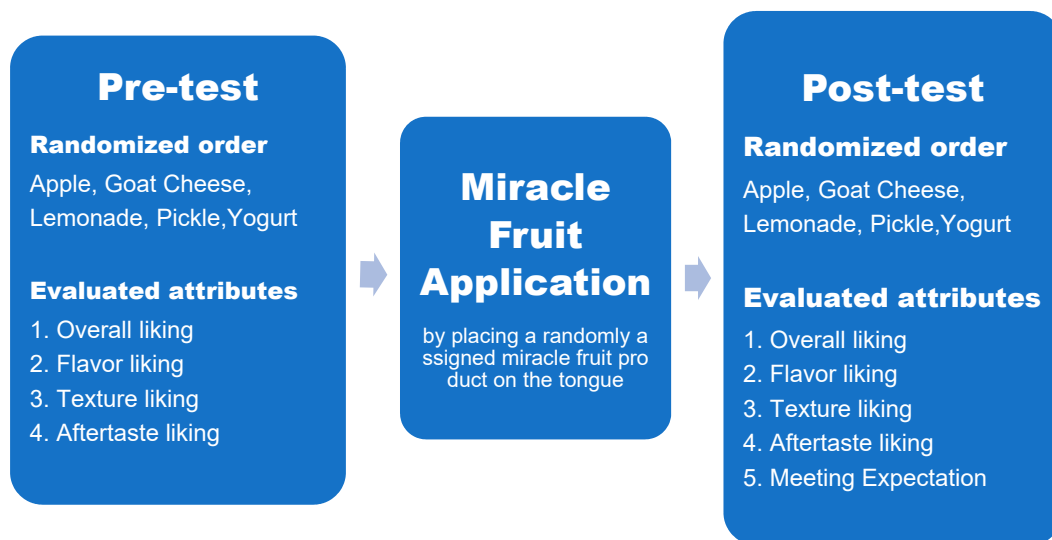 Pre-test
Randomized order
Apple, Goat Cheese,
Lemonade, Pickle,Yogurt
Evaluated attributes
1. Overall liking
2. Flavor liking
3. Texture liking
4. Aftertaste liking
Miracle
Fruit
Application
by placing a randomly a
ssigned miracle fruit pro
duct on the tongue
Post-test
Randomized order
Apple, Goat Cheese,
Lemonade, Pickle,Yogurt
Evaluated attributes
1. Overall liking
2. Flavor liking
3. Texture liking
4. Aftertaste liking
5. Meeting Expectation